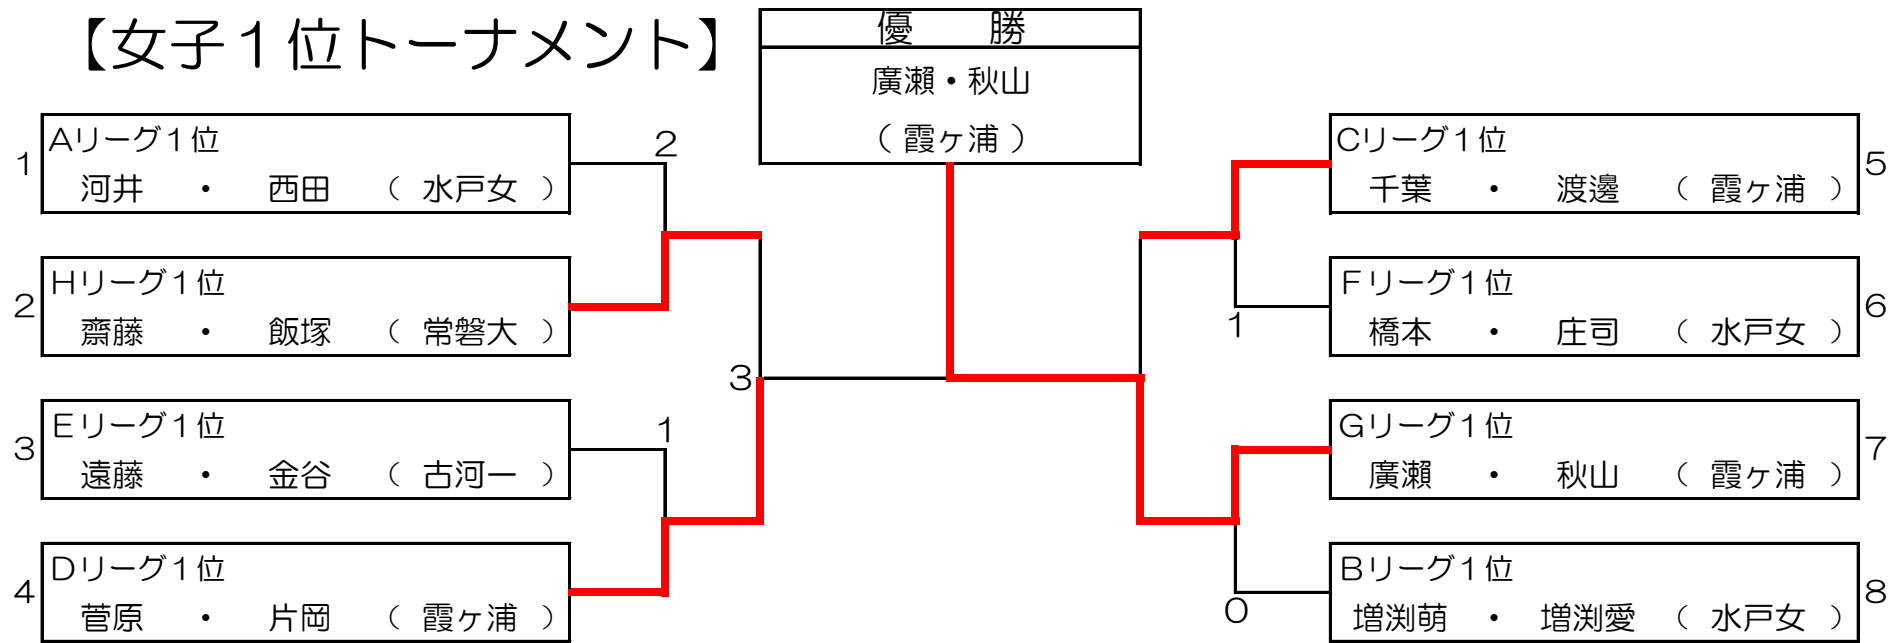 【女子１位トーナメント】
優　勝
廣瀬・秋山
（ 霞ヶ浦 ）
1
Aリーグ１位
河井　・　西田　（ 水戸女 ）
2
2
Hリーグ１位
齋藤　・　飯塚　（ 常磐大 ）
3
3
Eリーグ１位
遠藤　・　金谷　（ 古河一 ）
1
4
Dリーグ１位
菅原　・　片岡　（ 霞ヶ浦 ）
Cリーグ１位
千葉　・　渡邊　（ 霞ヶ浦 ）
5
Fリーグ１位
橋本　・　庄司　（ 水戸女 ）
6
1
Gリーグ１位
廣瀬　・　秋山　（ 霞ヶ浦 ）
7
Bリーグ１位
増渕萌　・　増渕愛　（ 水戸女 ）
8
0